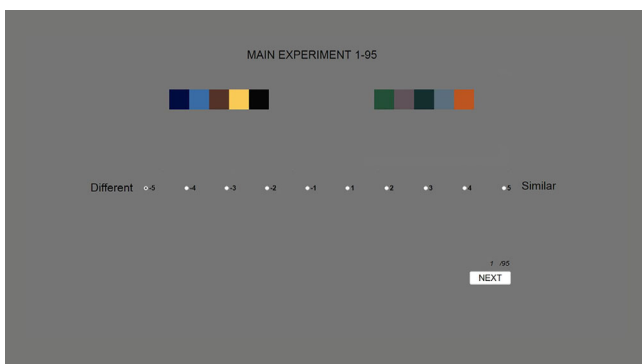 MAIN EXPERIMENT 1-95
Different -5 -4 -3 -2 -1 1 2 3 4 5 Similar
1 /95
NEXT